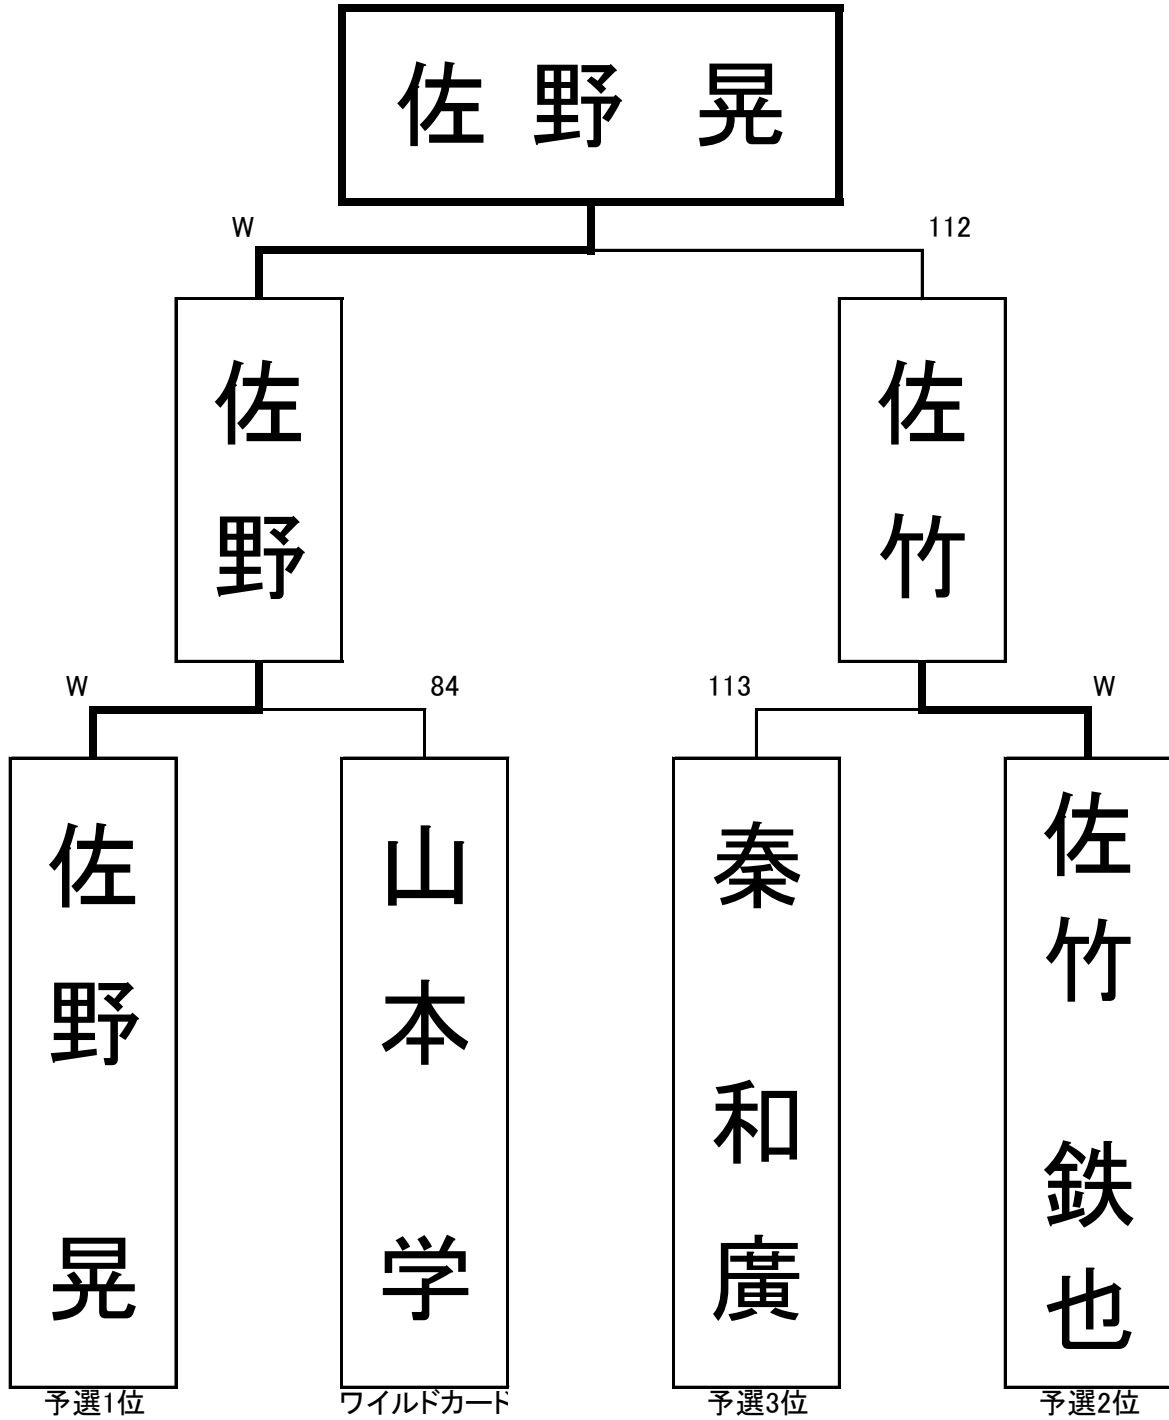 佐野 晃
W
112
佐野
佐竹
W
84
113
W
佐野 晃
山本 学
秦 和廣
佐竹 鉄也
予選1位
ワイルドカード
予選3位
予選2位